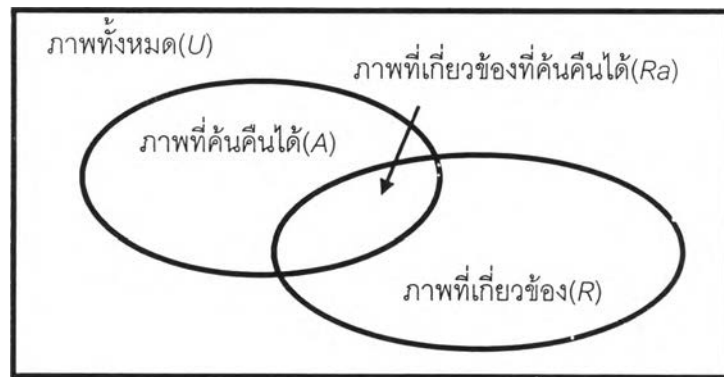 ภาพทั้งหมด(U)
ภาพที่เกี่ยวข้องที่ค้นคืนได้(Ra)
ภาพที่ค้นคืนได้(A)
ภาพที่เกี่ยวข้อง(R)